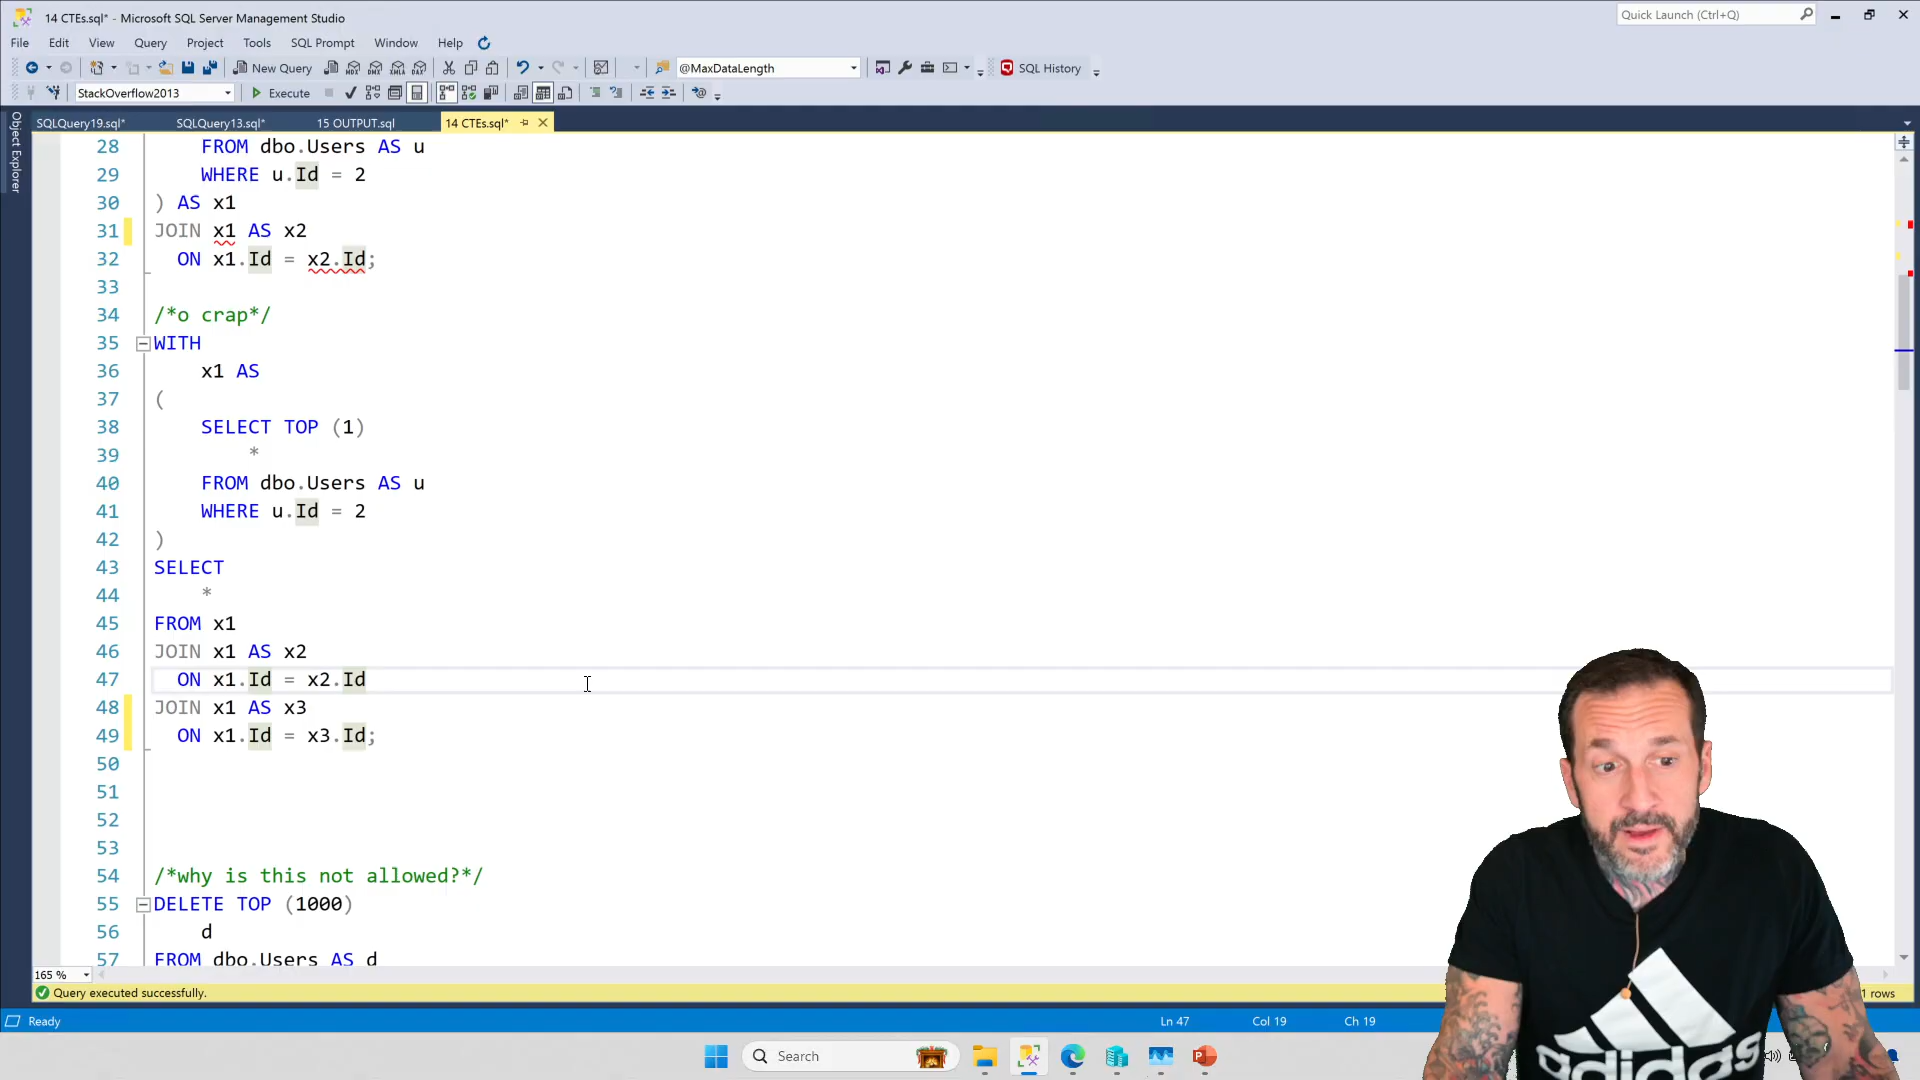 14 CTEs.sql* - Microsoft SQL Server Management Studio
Quick Launch (Ctrl+Q)
File Edit View Query Project Tools SQL Prompt Window Help
New Query
@MaxDataLength
SQL History
StackOverflow2013
Execute
SQLQuery19.sql* SQLQuery13.sql* 15 OUTPUT.sql 14 CTEs.sql*
Object Explorer
28 FROM dbo.Users AS u
29 WHERE u.Id = 2
30 ) AS x1
31 JOIN x1 AS x2
32 ON x1.Id = x2.Id;
33
34 /*o crap*/
35 WITH
36 x1 AS
37 (
38 SELECT TOP (1)
39 *
40 FROM dbo.Users AS u
41 WHERE u.Id = 2
42 )
43 SELECT
44 *
45 FROM x1
46 JOIN x1 AS x2
47 ON x1.Id = x2.Id
48 JOIN x1 AS x3
49 ON x1.Id = x3.Id;
50
51
52
53
54 /*why is this not allowed?*/
55 DELETE TOP (1000)
56 d
57 FROM dbo.Users AS d
165 %
Query executed successfully.
1 rows
Ready
Ln 47 Col 19 Ch 19
Search
adidas